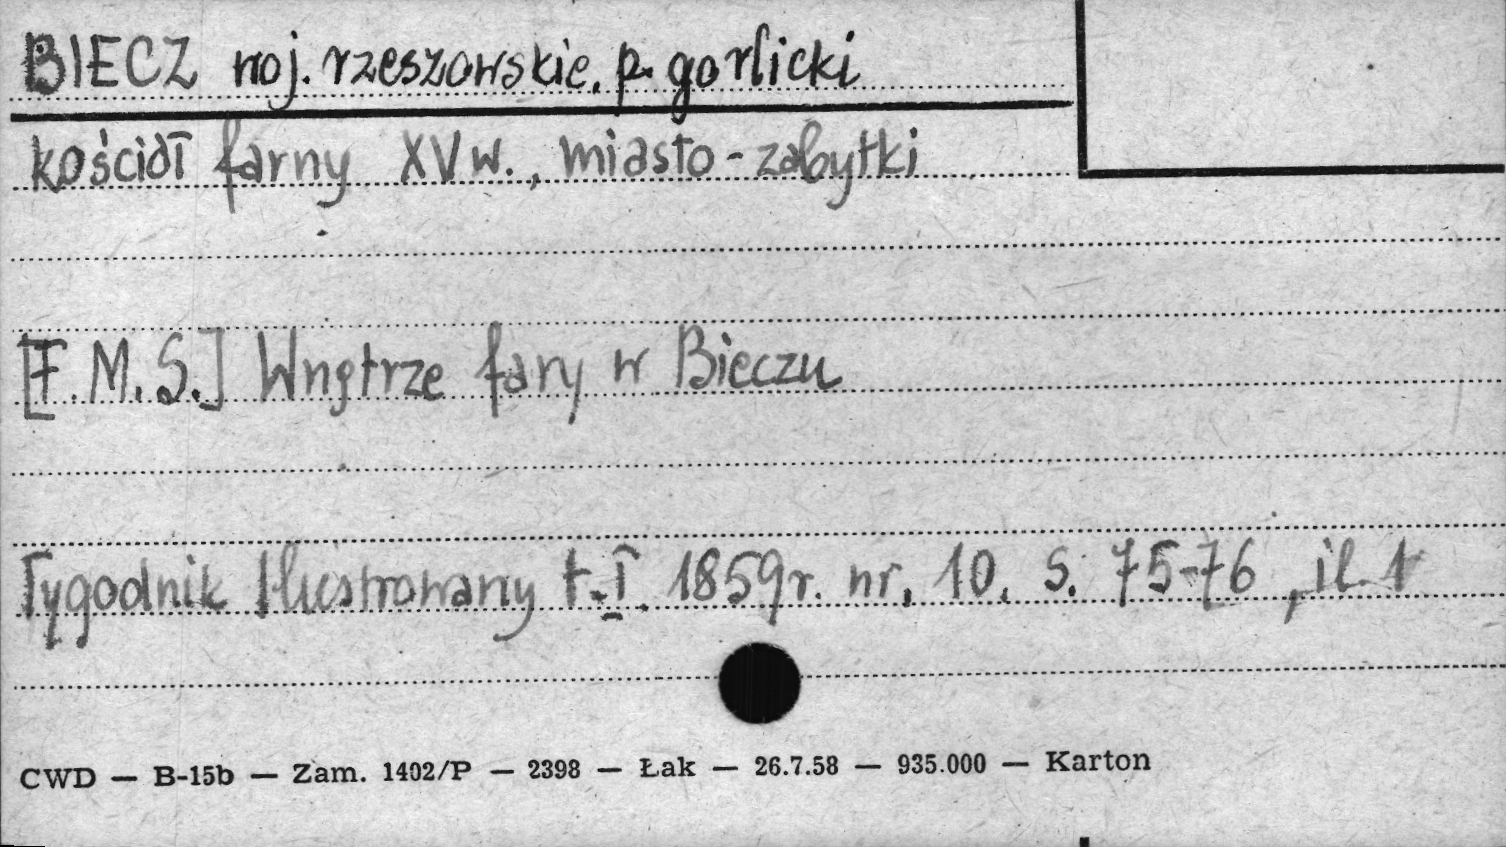 BIECZ woj. rzeszowskie, p. gorlicki
kościół farny XV w., miasto - zabytki
[F. M. S.] Wnętrze fary w Bieczu
Tygodnik Ilustrowany t. I. 1859 r. nr. 10. s. 75-76, il. 1
CWD — B-15b — Zam. 1402/P — 2398 — Łak — 26.7.58 — 935.000 — Karton